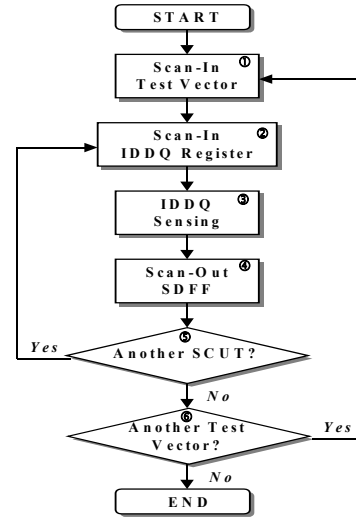 START
①
Scan-In
Test Vector
②
Scan-In
IDDQ Register
③
IDDQ
Sensing
④
Scan-Out
SDFF
⑤
Another SCUT?
Yes
No
⑥
Another Test
Vector?
Yes
No
END